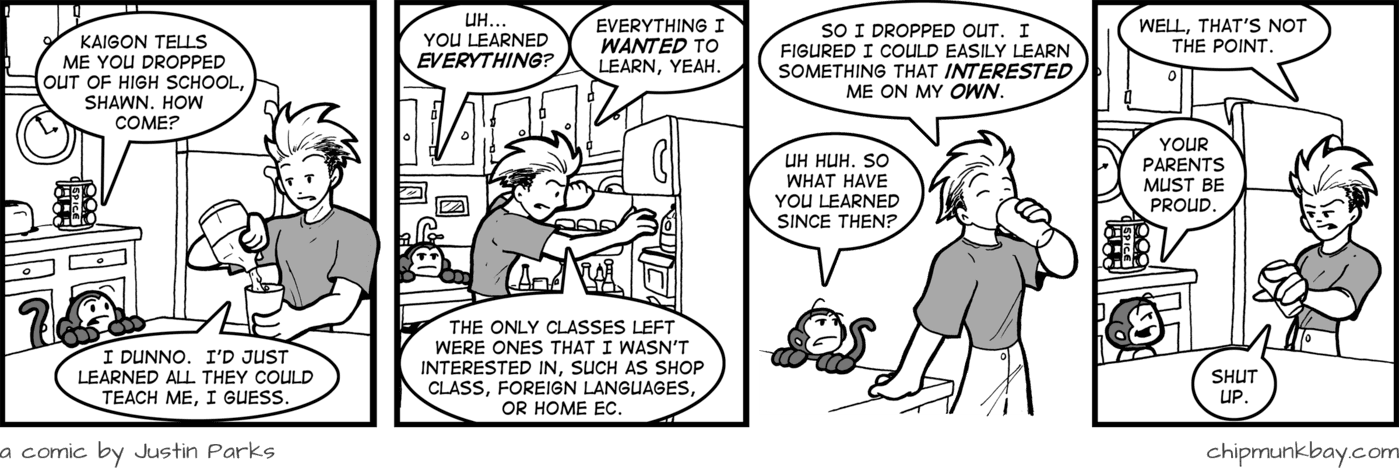 KAIGON TELLS
ME YOU DROPPED
OUT OF HIGH SCHOOL,
SHAWN. HOW
COME?
SPICE
I DUNNO. I'D JUST
LEARNED ALL THEY COULD
TEACH ME, I GUESS.
UH...
YOU LEARNED
EVERYTHING?
EVERYTHING I
WANTED TO
LEARN, YEAH.
THE ONLY CLASSES LEFT
WERE ONES THAT I WASN'T
INTERESTED IN, SUCH AS SHOP
CLASS, FOREIGN LANGUAGES,
OR HOME EC.
SO I DROPPED OUT. I
FIGURED I COULD EASILY LEARN
SOMETHING THAT INTERESTED
ME ON MY OWN.
UH HUH. SO
WHAT HAVE
YOU LEARNED
SINCE THEN?
WELL, THAT'S NOT
THE POINT.
YOUR
PARENTS
MUST BE
PROUD.
SPICE
SHUT
UP.
a comic by Justin Parks
chipmunkbay.com